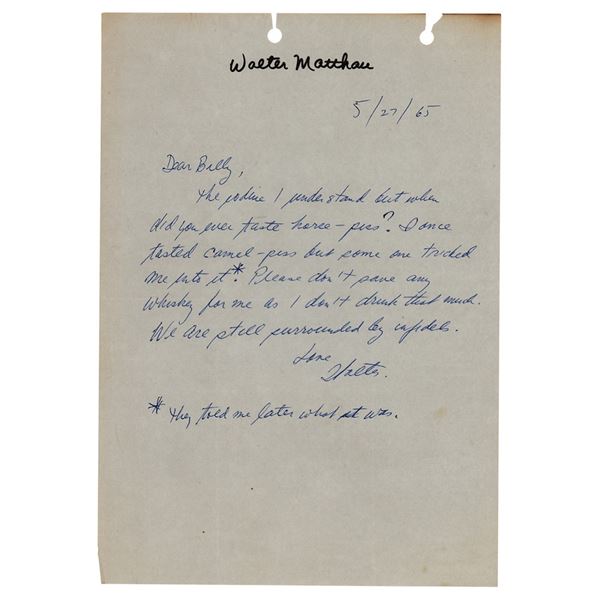 Walter Matthau
5/27/65
Dear Billy,
The iodine I understand but when
did you ever taste horse-piss? I once
tasted camel-piss but some one tricked
me into it*. Please don't save any
whiskey for me as I don't drink that much.
We are still surrounded by infidels.
Love
Walter.
* They told me later what it was.